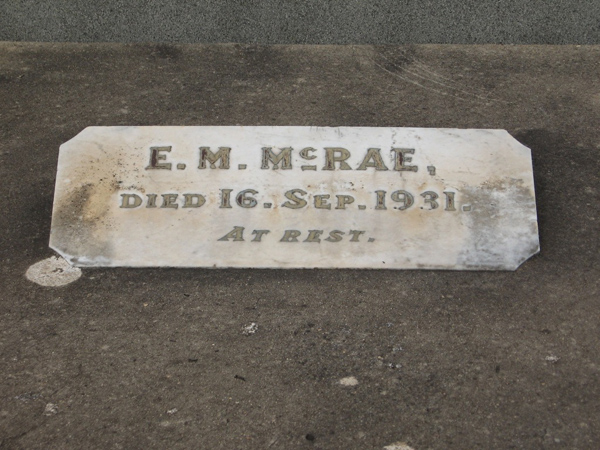 E. M. McRAE,
DIED 16. SEP. 1931.
AT REST.